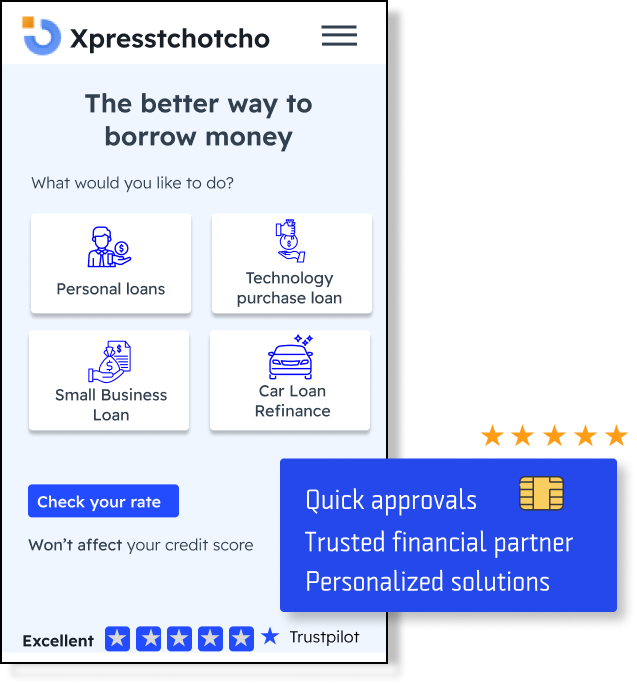 Xpresstchotcho
The better way to
borrow money
What would you like to do?
Personal loans
Technology
purchase loan
Small Business
Loan
Car Loan
Refinance
Check your rate
Won’t affect your credit score
Quick approvals
Trusted financial partner
Personalized solutions
Excellent
Trustpilot